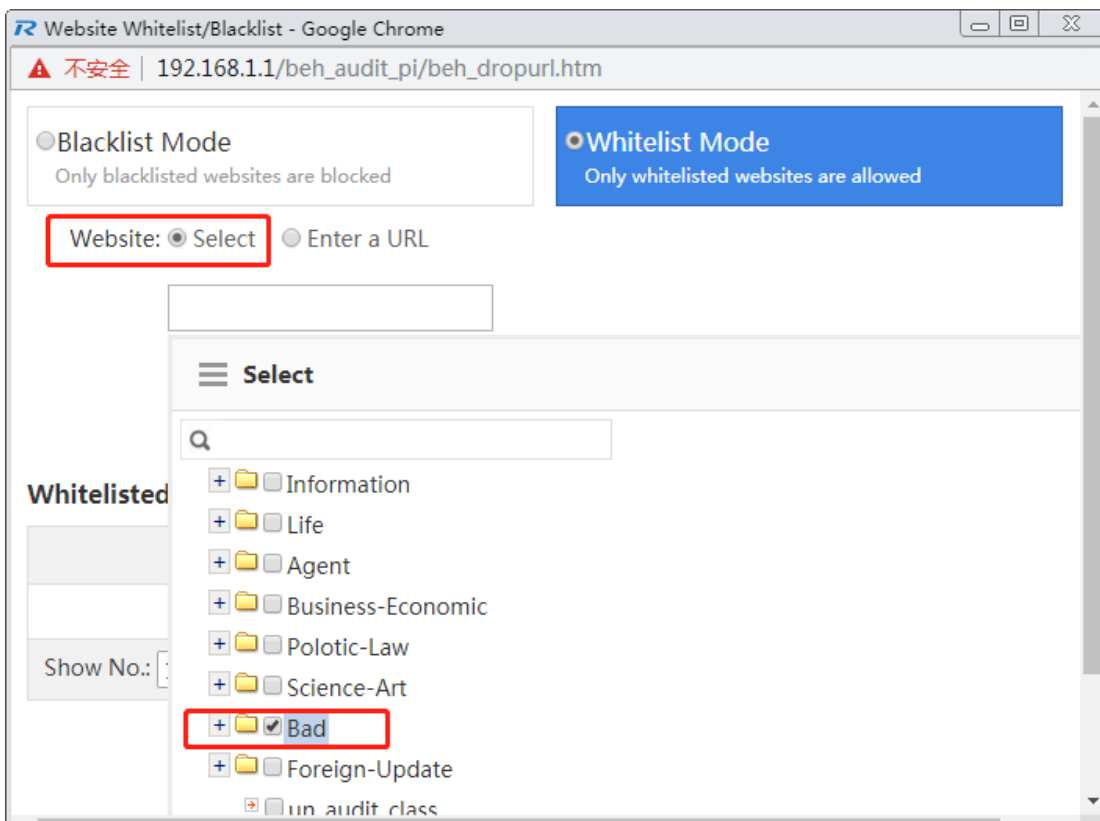 Website Whitelist/Blacklist - Google Chrome
不安全 | 192.168.1.1/beh_audit_pi/beh_dropurl.htm
Blacklist Mode
Only blacklisted websites are blocked
Whitelist Mode
Only whitelisted websites are allowed
Website: Select Enter a URL
Select
Information
Life
Agent
Business-Economic
Polotic-Law
Science-Art
Bad
Foreign-Update
un_audit_class
Whitelisted
Show No.: